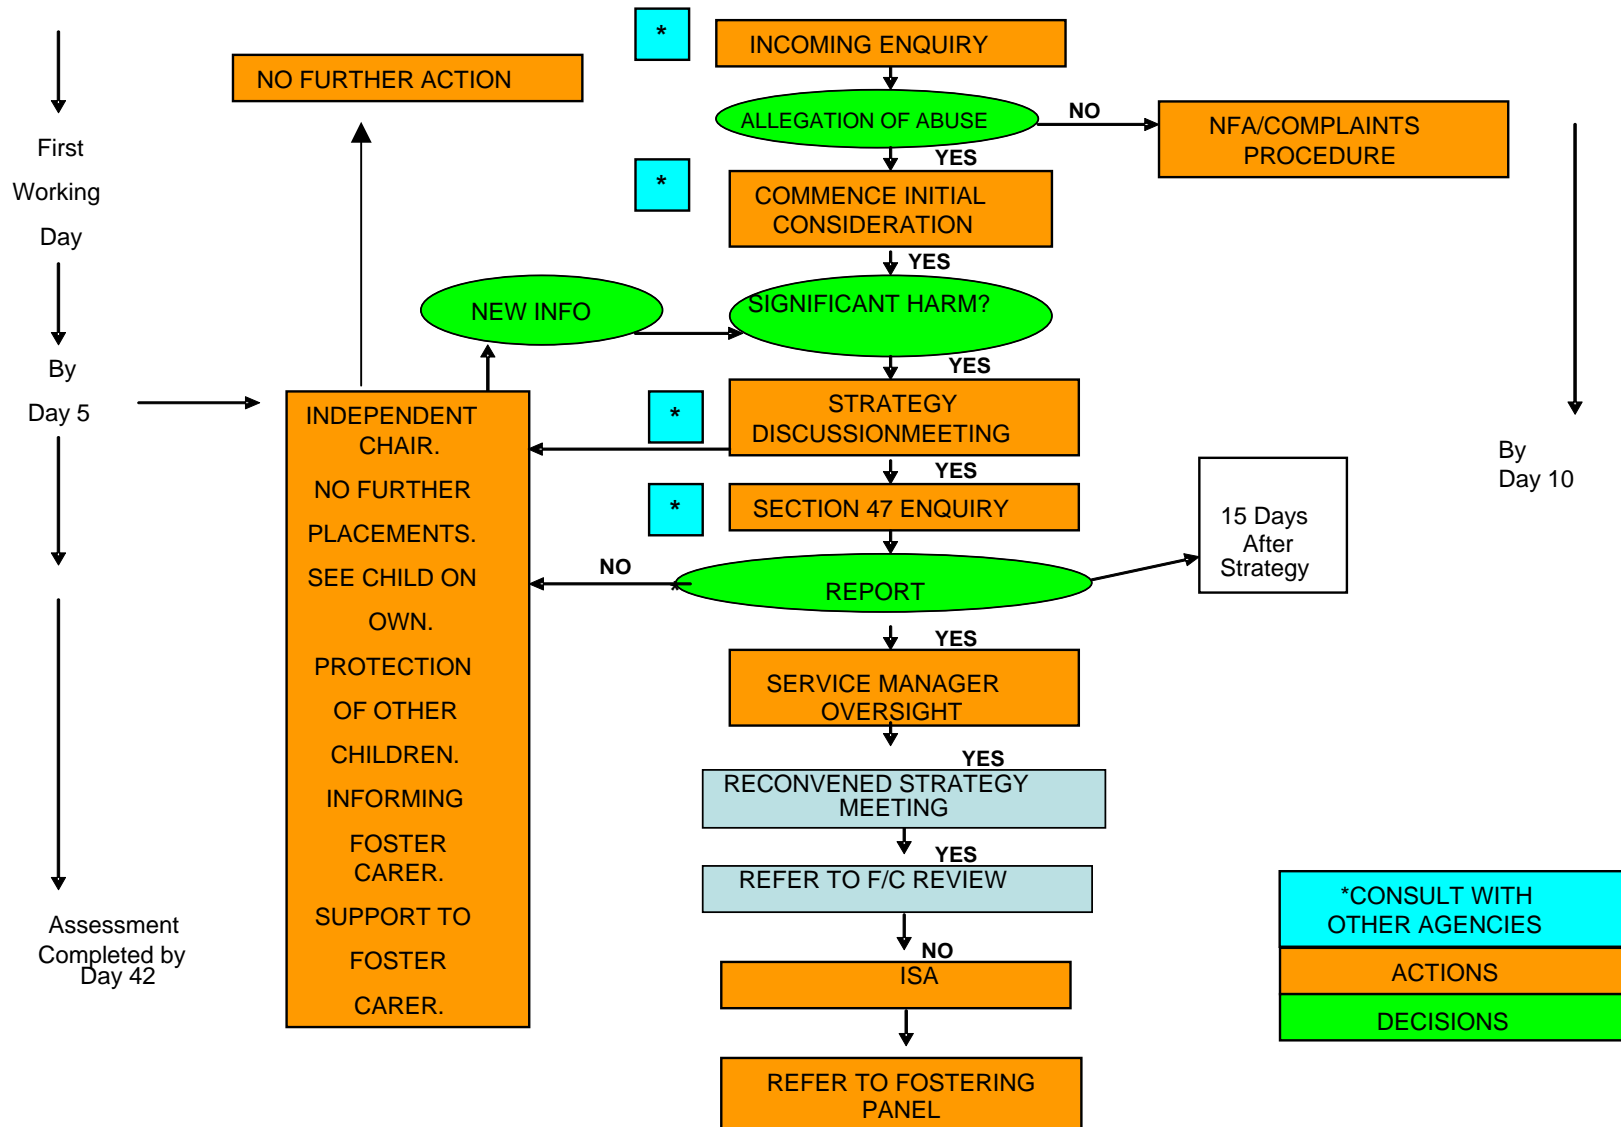 *
INCOMING ENQUIRY
NO FURTHER ACTION
ALLEGATION OF ABUSE
NO
NFA/COMPLAINTS
PROCEDURE
First
Working
Day
YES
*
COMMENCE INITIAL
CONSIDERATION
YES
NEW INFO
SIGNIFICANT HARM?
YES
By
Day 5
*
STRATEGY
DISCUSSIONMEETING
YES
By
Day 10
*
SECTION 47 ENQUIRY
15 Days
After
Strategy
NO
*
REPORT
YES
SERVICE MANAGER
OVERSIGHT
YES
RECONVENED STRATEGY
MEETING
YES
REFER TO F/C REVIEW
NO
ISA
REFER TO FOSTERING
PANEL
INDEPENDENT
CHAIR.
NO FURTHER
PLACEMENTS.
SEE CHILD ON
OWN.
PROTECTION
OF OTHER
CHILDREN.
INFORMING
FOSTER
CARER.
SUPPORT TO
FOSTER
CARER.
Assessment
Completed by
Day 42
*CONSULT WITH
OTHER AGENCIES
ACTIONS
DECISIONS